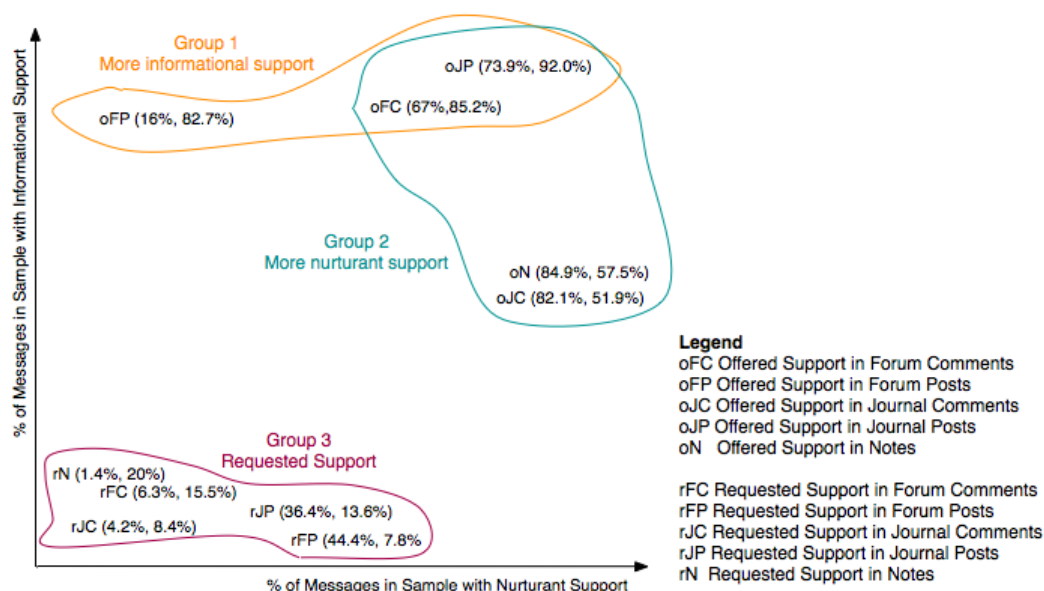 % of Messages in Sample with Informational Support
Group 1
More informational support
oJP (73.9%, 92.0%)
oFC (67%,85.2%)
oFP (16%, 82.7%)
Group 2
More nurturant support
oN (84.9%, 57.5%)
oJC (82.1%, 51.9%)
Group 3
Requested Support
rN (1.4%, 20%)
rFC (6.3%, 15.5%)
rJP (36.4%, 13.6%)
rJC (4.2%, 8.4%)
rFP (44.4%, 7.8%
% of Messages in Sample with Nurturant Support
Legend
oFC Offered Support in Forum Comments
oFP Offered Support in Forum Posts
oJC Offered Support in Journal Comments
oJP Offered Support in Journal Posts
oN Offered Support in Notes
rFC Requested Support in Forum Comments
rFP Requested Support in Forum Posts
rJC Requested Support in Journal Comments
rJP Requested Support in Journal Posts
rN Requested Support in Notes